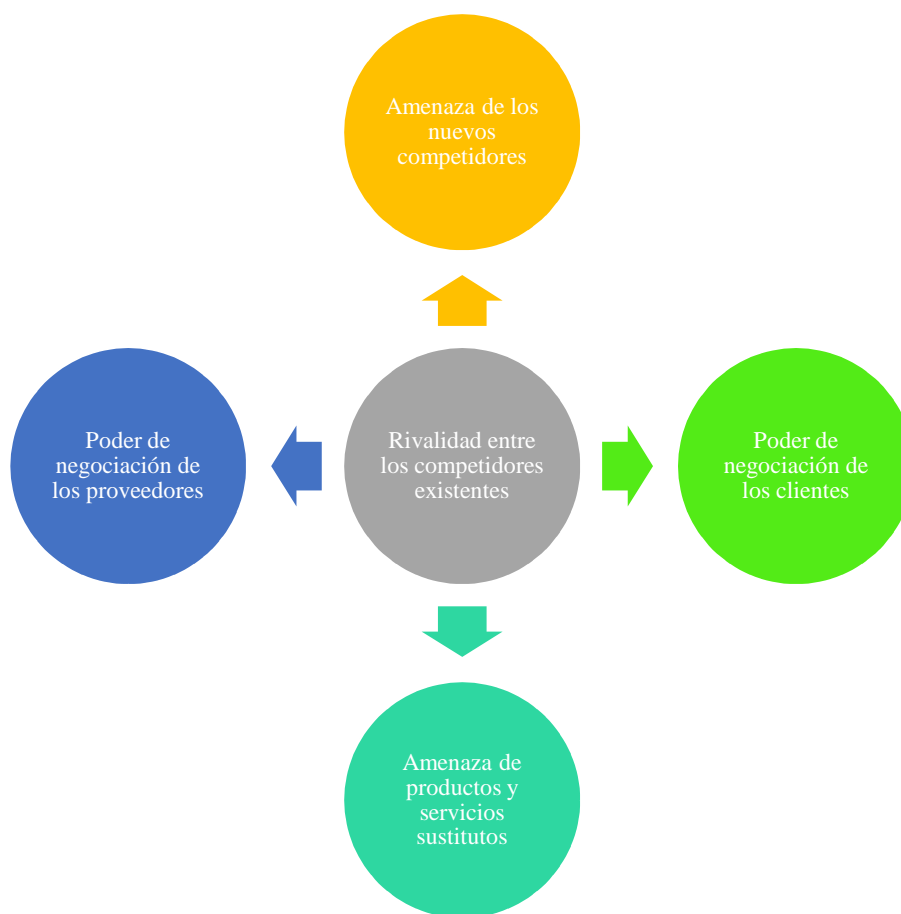 Amenaza de los
nuevos
competidores
Poder de
negociación de
los proveedores
Rivalidad entre
los competidores
existentes
Poder de
negociación de
los clientes
Amenaza de
productos y
servicios
sustitutos